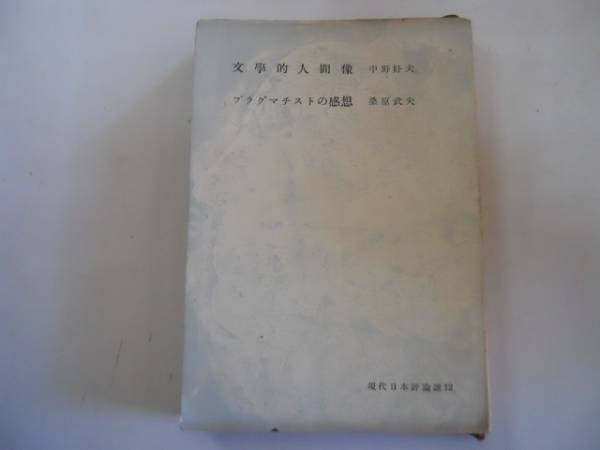 文學的人間像 中野好夫
プラグマチストの感想 桑原武夫
現代日本評論選12